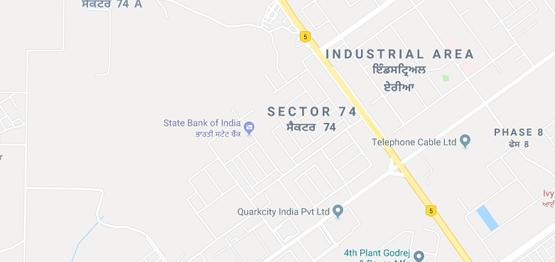 ਸੈਕਟਰ 74 A
5
INDUSTRIAL AREA
ਇੰਡਸਟ੍ਰਿਅਲ
ਏਰੀਆ
SECTOR 74
ਸੈਕਟਰ 74
State Bank of India
ਭਾਰਤੀ ਸਟੇਟ ਬੈਂਕ
PHASE 8
ਫੇਸ 8
Telephone Cable Ltd
Ivy
Quarkcity India Pvt Ltd
5
4th Plant Godrej